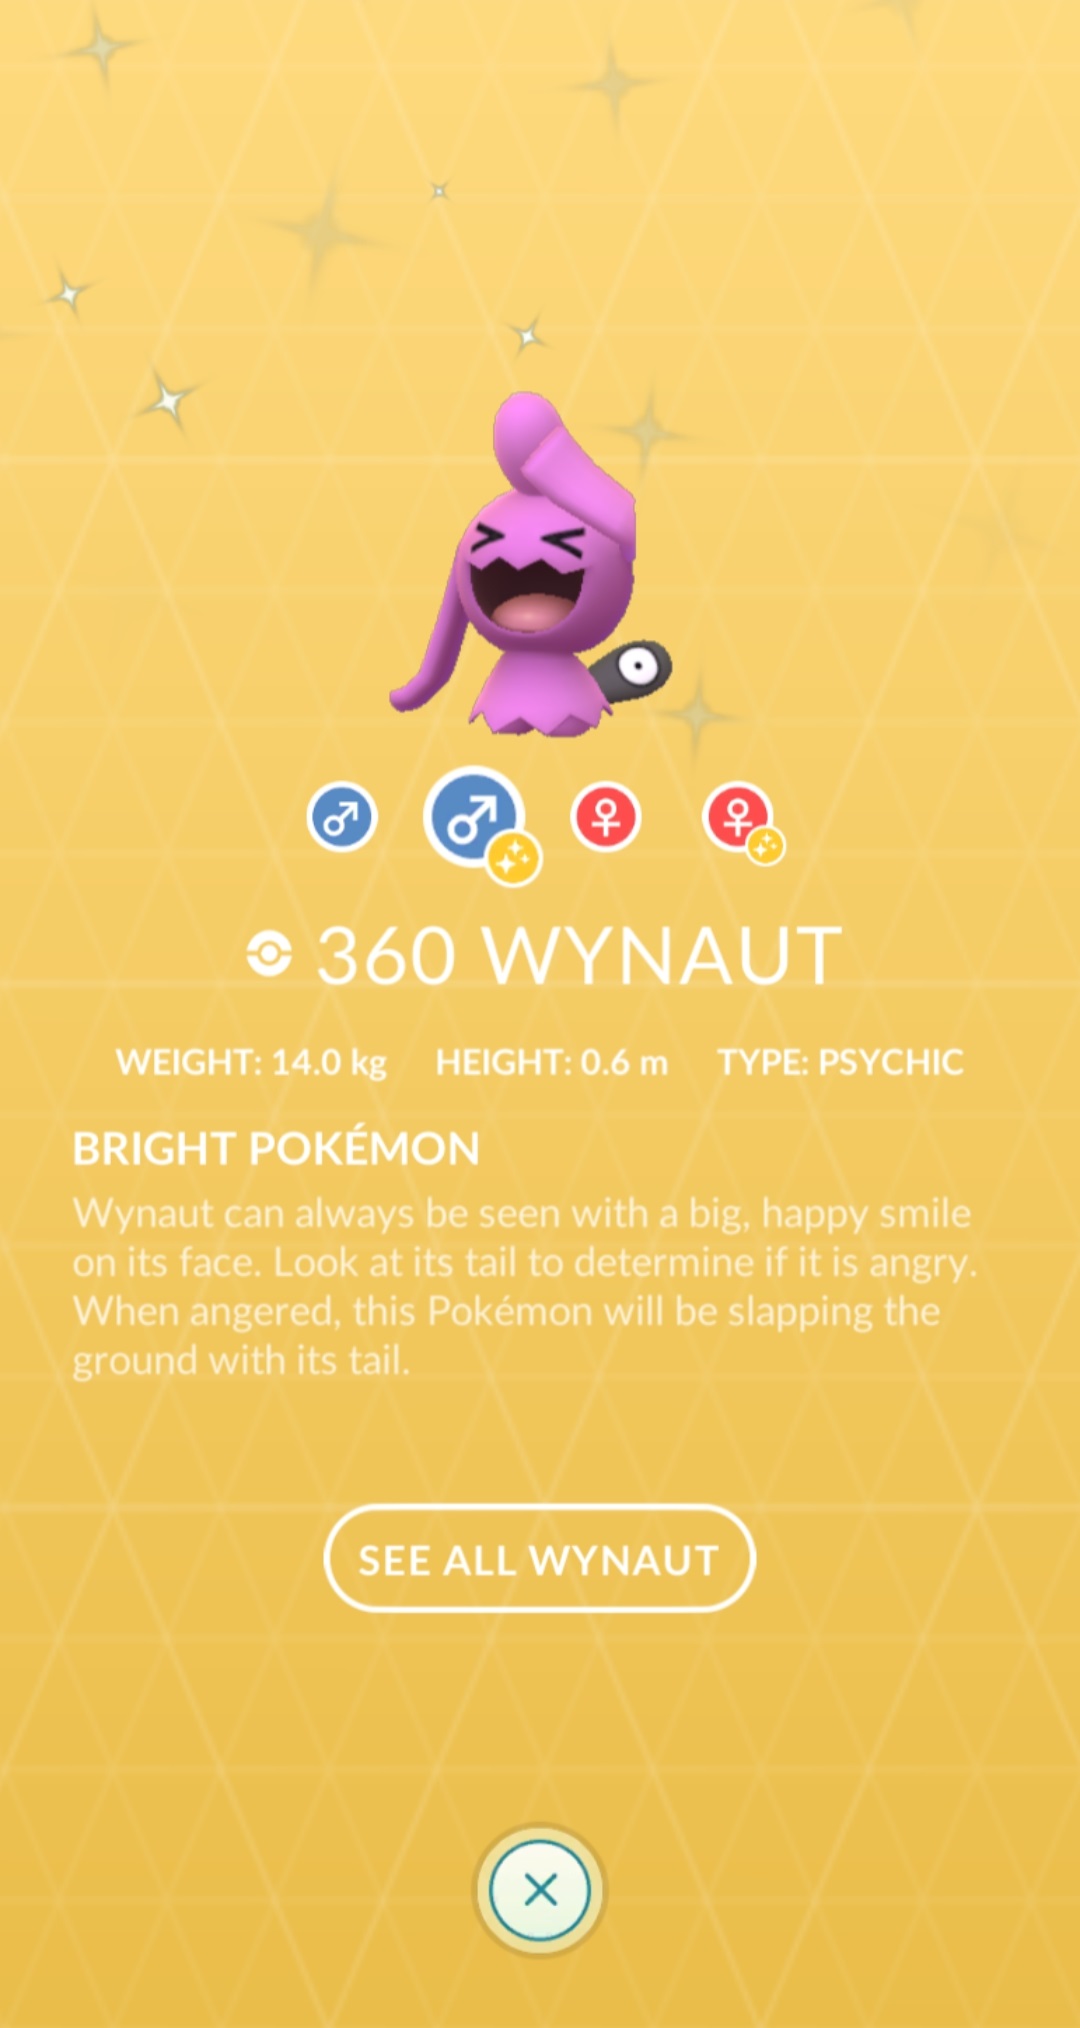 360 WYNAUT
WEIGHT: 14.0 kg HEIGHT: 0.6 m TYPE: PSYCHIC
BRIGHT POKÉMON
Wynaut can always be seen with a big, happy smile
on its face. Look at its tail to determine if it is angry.
When angered, this Pokémon will be slapping the
ground with its tail.
SEE ALL WYNAUT